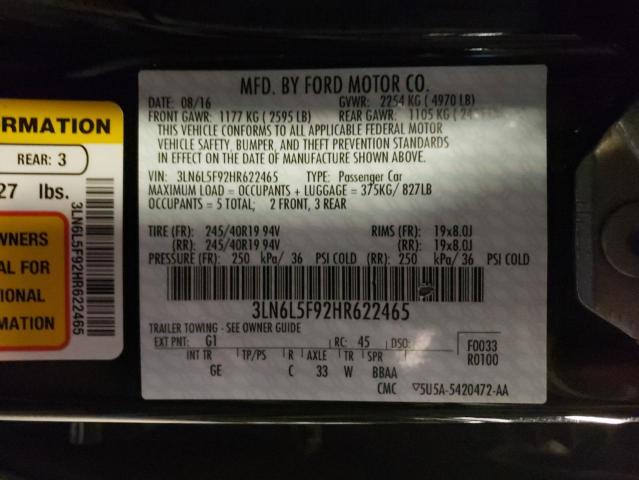 MFD. BY FORD MOTOR CO.
DATE: 08/16 GVWR: 2254 KG ( 4970 LB)
FRONT GAWR: 1177 KG ( 2595 LB) REAR GAWR: 1105 KG
THIS VEHICLE CONFORMS TO ALL APPLICABLE FEDERAL MOTOR
VEHICLE SAFETY, BUMPER, AND THEFT PREVENTION STANDARDS
IN EFFECT ON THE DATE OF MANUFACTURE SHOWN ABOVE.
VIN: 3LN6L5F92HR622465 TYPE: Passenger Car
MAXIMUM LOAD = OCCUPANTS + LUGGAGE = 375KG/ 827LB
OCCUPANTS = 5 TOTAL; 2 FRONT, 3 REAR
TIRE (FR): 245/40R19 94V RIMS (FR): 19x8.0J
(RR): 245/40R19 94V (RR): 19x8.0J
PRESSURE (FR): 250 kPa/ 36 PSI COLD (RR): 250 kPa/ 36 PSI COLD
3LN6L5F92HR622465
TRAILER TOWING - SEE OWNER GUIDE
EXT PNT: G1 RC: 45 DSO: F0033
R0100
INT TR TP/PS R AXLE TR SPR
GE C 33 W BBAA
CMC 5U5A-5420472-AA
RMATION
REAR: 3
27 lbs.
WNERS
AL FOR
TIONAL
MATION
3LN6L5F92HR622465